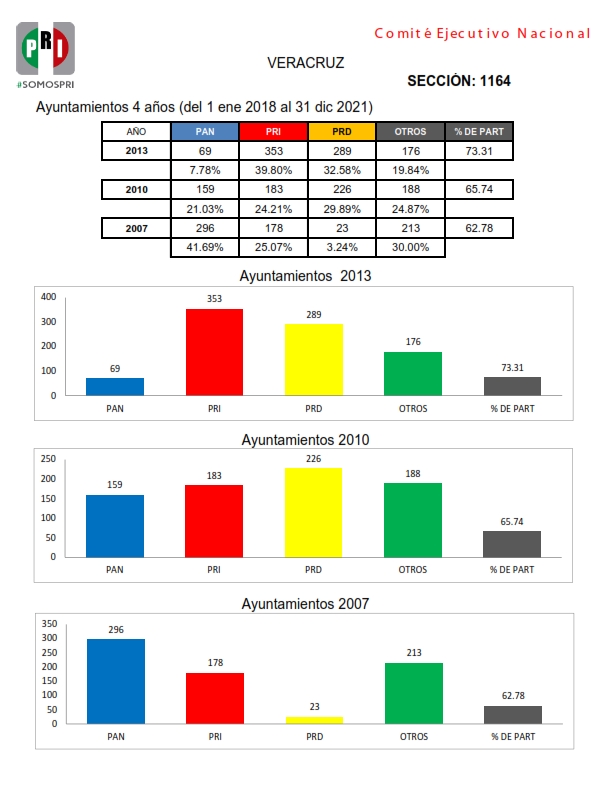 Comité Ejecutivo Nacional
PRI
#SOMOSPRI
VERACRUZ
SECCIÓN: 1164
Ayuntamientos 4 años (del 1 ene 2018 al 31 dic 2021)
AÑO PAN PRI PRD OTROS % DE PART
2013 69 353 289 176 73.31
7.78% 39.80% 32.58% 19.84%
2010 159 183 226 188 65.74
21.03% 24.21% 29.89% 24.87%
2007 296 178 23 213 62.78
41.69% 25.07% 3.24% 30.00%
Ayuntamientos 2013
400
300
200
100
0
69 353 289 176 73.31
PAN PRI PRD OTROS % DE PART
Ayuntamientos 2010
250
200
150
100
50
0
159 183 226 188 65.74
PAN PRI PRD OTROS % DE PART
Ayuntamientos 2007
350
300
250
200
150
100
50
0
296 178 23 213 62.78
PAN PRI PRD OTROS % DE PART